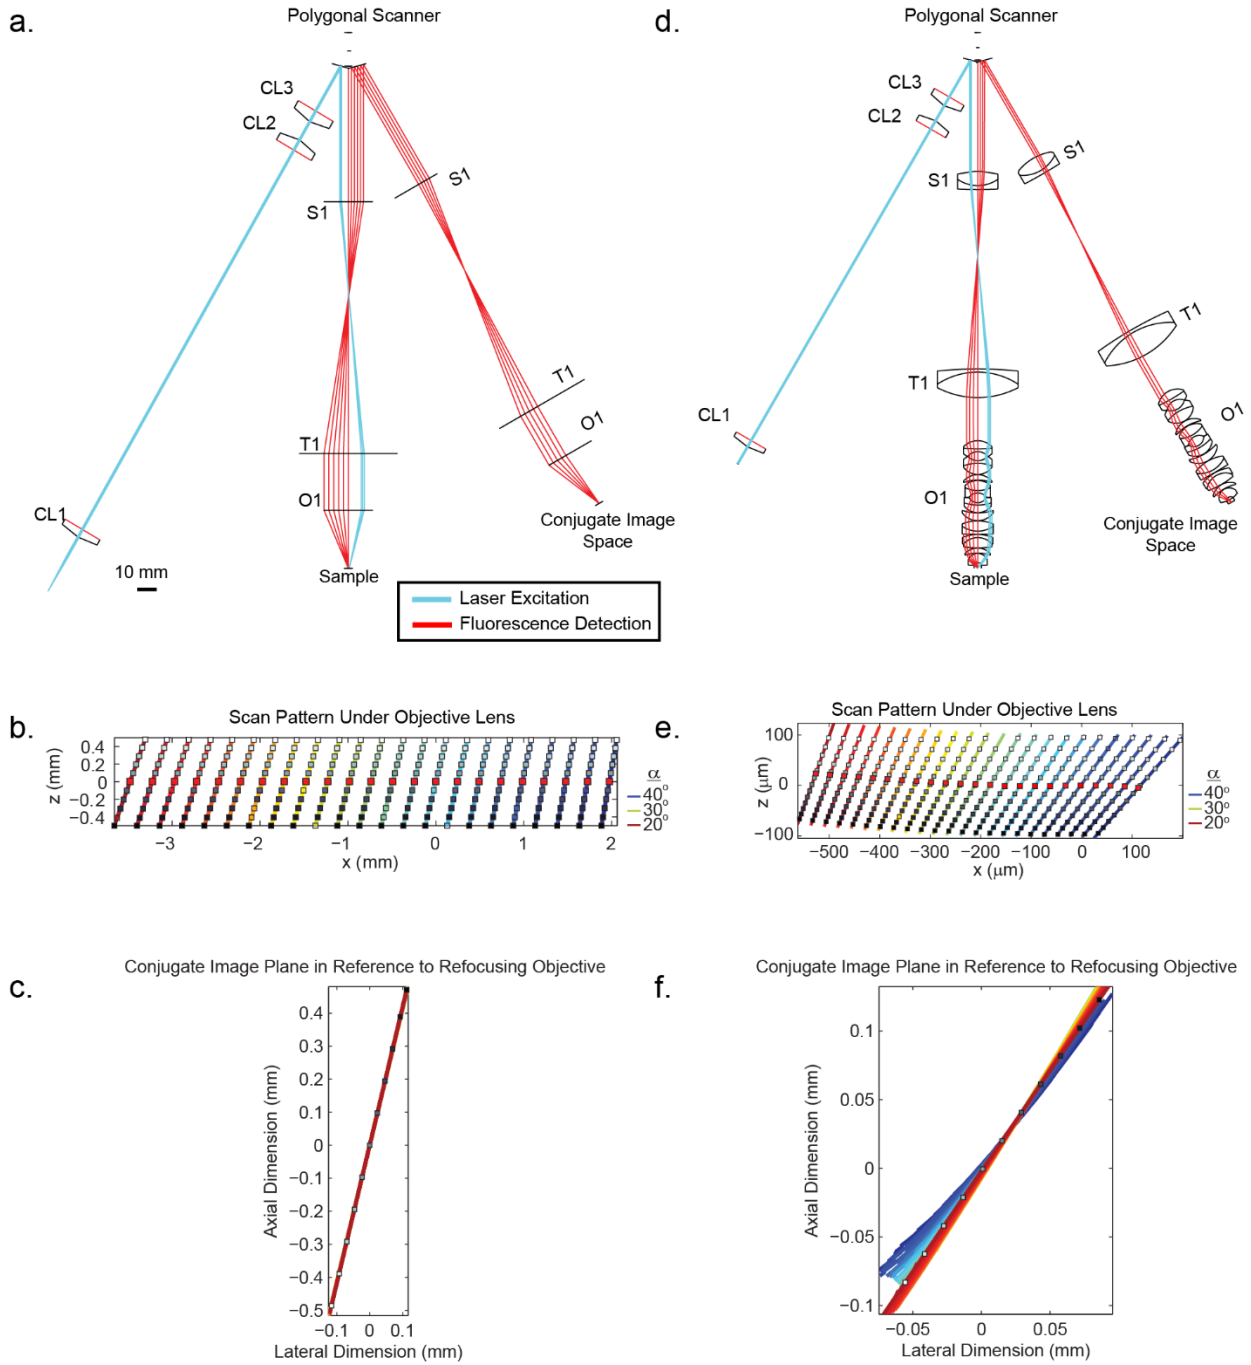 a.
Polygonal Scanner
CL3
CL2
S1
S1
T1
T1
O1
O1
CL1
10 mm
Sample
Conjugate Image
Space
Laser Excitation
Fluorescence Detection
d.
Polygonal Scanner
CL3
CL2
S1
S1
T1
T1
O1
O1
CL1
Sample
Conjugate Image
Space
b.
Scan Pattern Under Objective Lens
z (mm)
0.4
0.2
0
−0.2
−0.4
−3
−2
−1
0
1
2
x (mm)
α
40°
30°
20°
e.
Scan Pattern Under Objective Lens
z (μm)
100
0
−100
−500
−400
−300
−200
−100
0
100
x (μm)
α
40°
30°
20°
c.
Conjugate Image Plane in Reference to Refocusing Objective
Axial Dimension (mm)
0.4
0.3
0.2
0.1
0
−0.1
−0.2
−0.3
−0.4
−0.5
−0.1
0
0.1
Lateral Dimension (mm)
f.
Conjugate Image Plane in Reference to Refocusing Objective
Axial Dimension (mm)
0.1
0.05
0
−0.05
−0.1
−0.05
0
0.05
Lateral Dimension (mm)